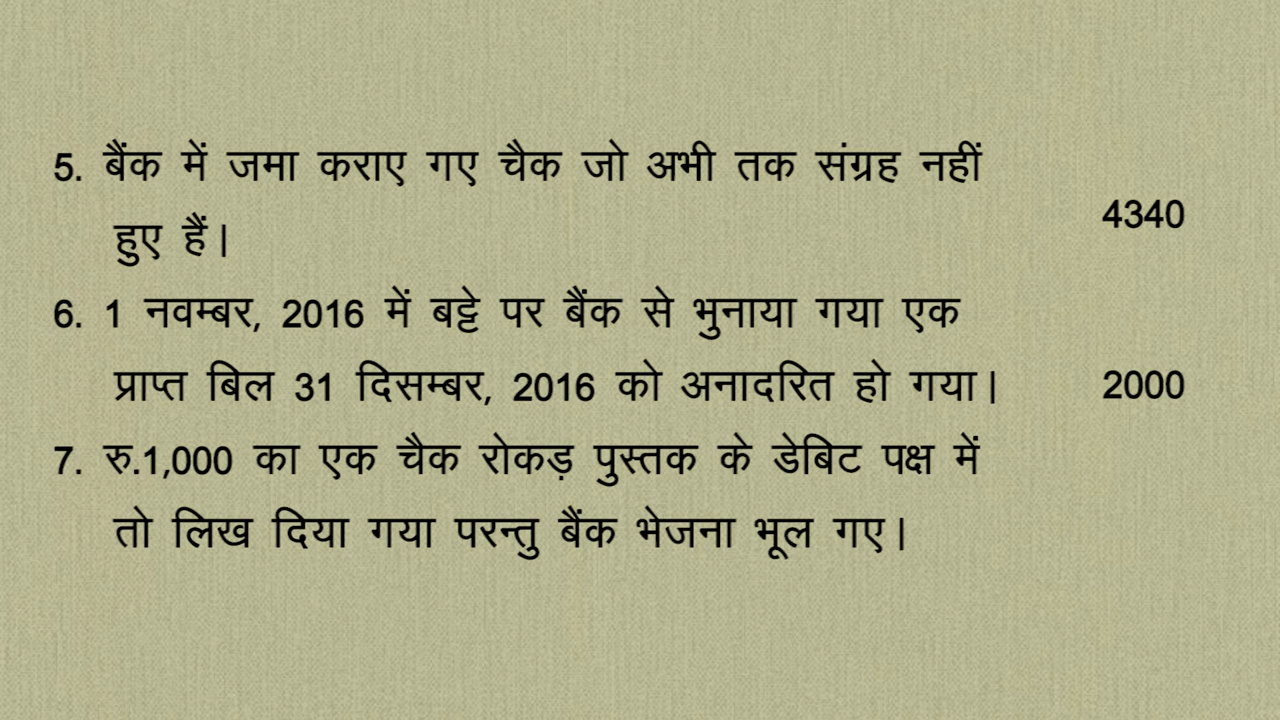 5. बैंक में जमा कराए गए चैक जो अभी तक संग्रह नहीं
हुए हैं। 4340
6. 1 नवम्बर, 2016 में बट्टे पर बैंक से भुनाया गया एक
प्राप्त बिल 31 दिसम्बर, 2016 को अनादरित हो गया। 2000
7. रु.1,000 का एक चैक रोकड़ पुस्तक के डेबिट पक्ष में
तो लिख दिया गया परन्तु बैंक भेजना भूल गए।